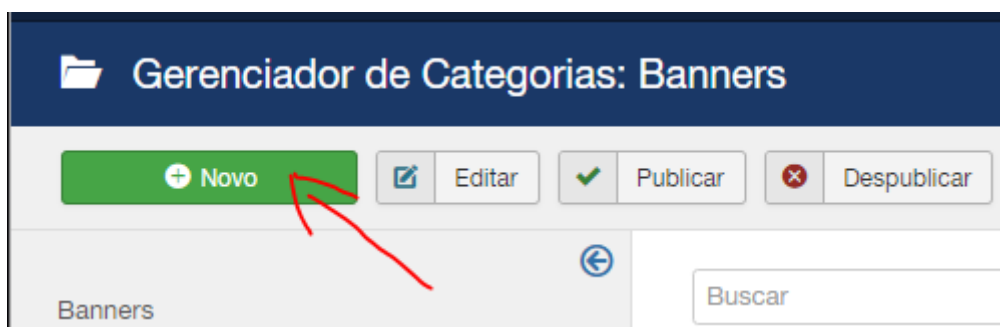 Gerenciador de Categorias: Banners
Novo Editar Publicar Despublicar
Banners
Buscar